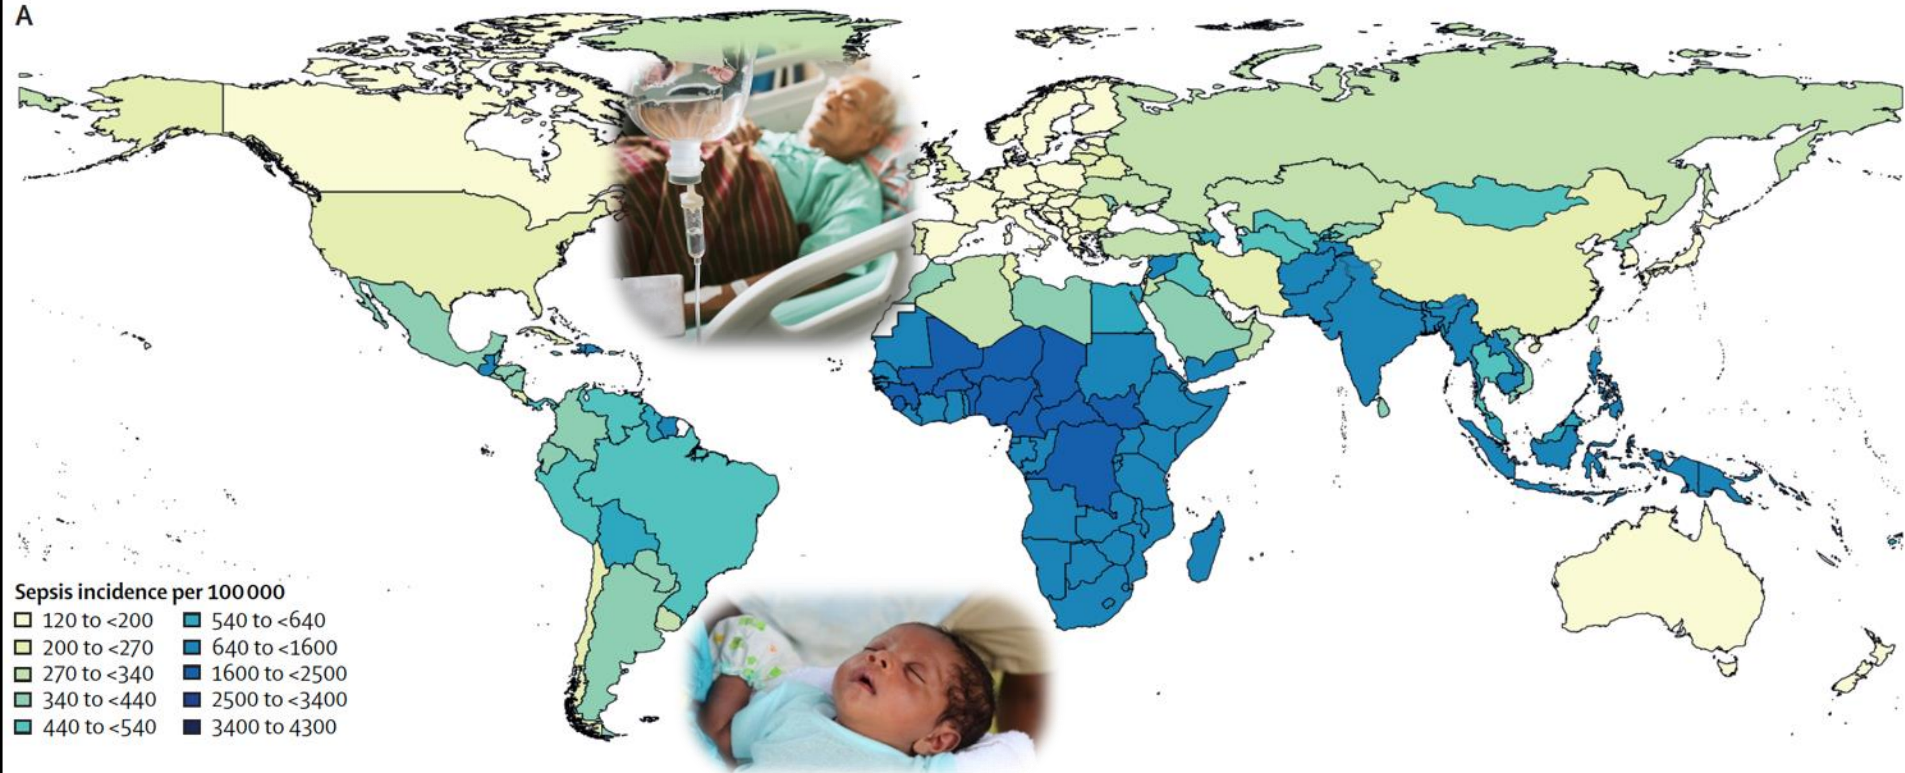 A
Sepsis incidence per 100 000
120 to <200
200 to <270
270 to <340
340 to <440
440 to <540
540 to <640
640 to <1600
1600 to <2500
2500 to <3400
3400 to 4300